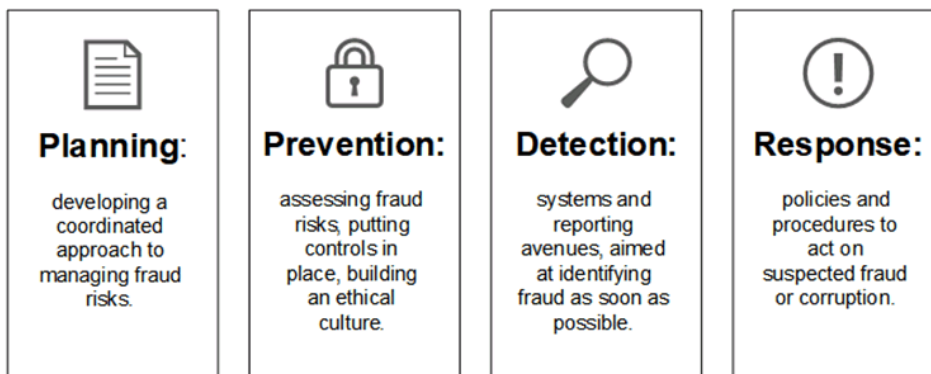 Planning:
developing a
coordinated
approach to
managing fraud
risks.
Prevention:
assessing fraud
risks, putting
controls in
place, building
an ethical
culture.
Detection:
systems and
reporting
avenues, aimed
at identifying
fraud as soon as
possible.
Response:
policies and
procedures to
act on
suspected fraud
or corruption.